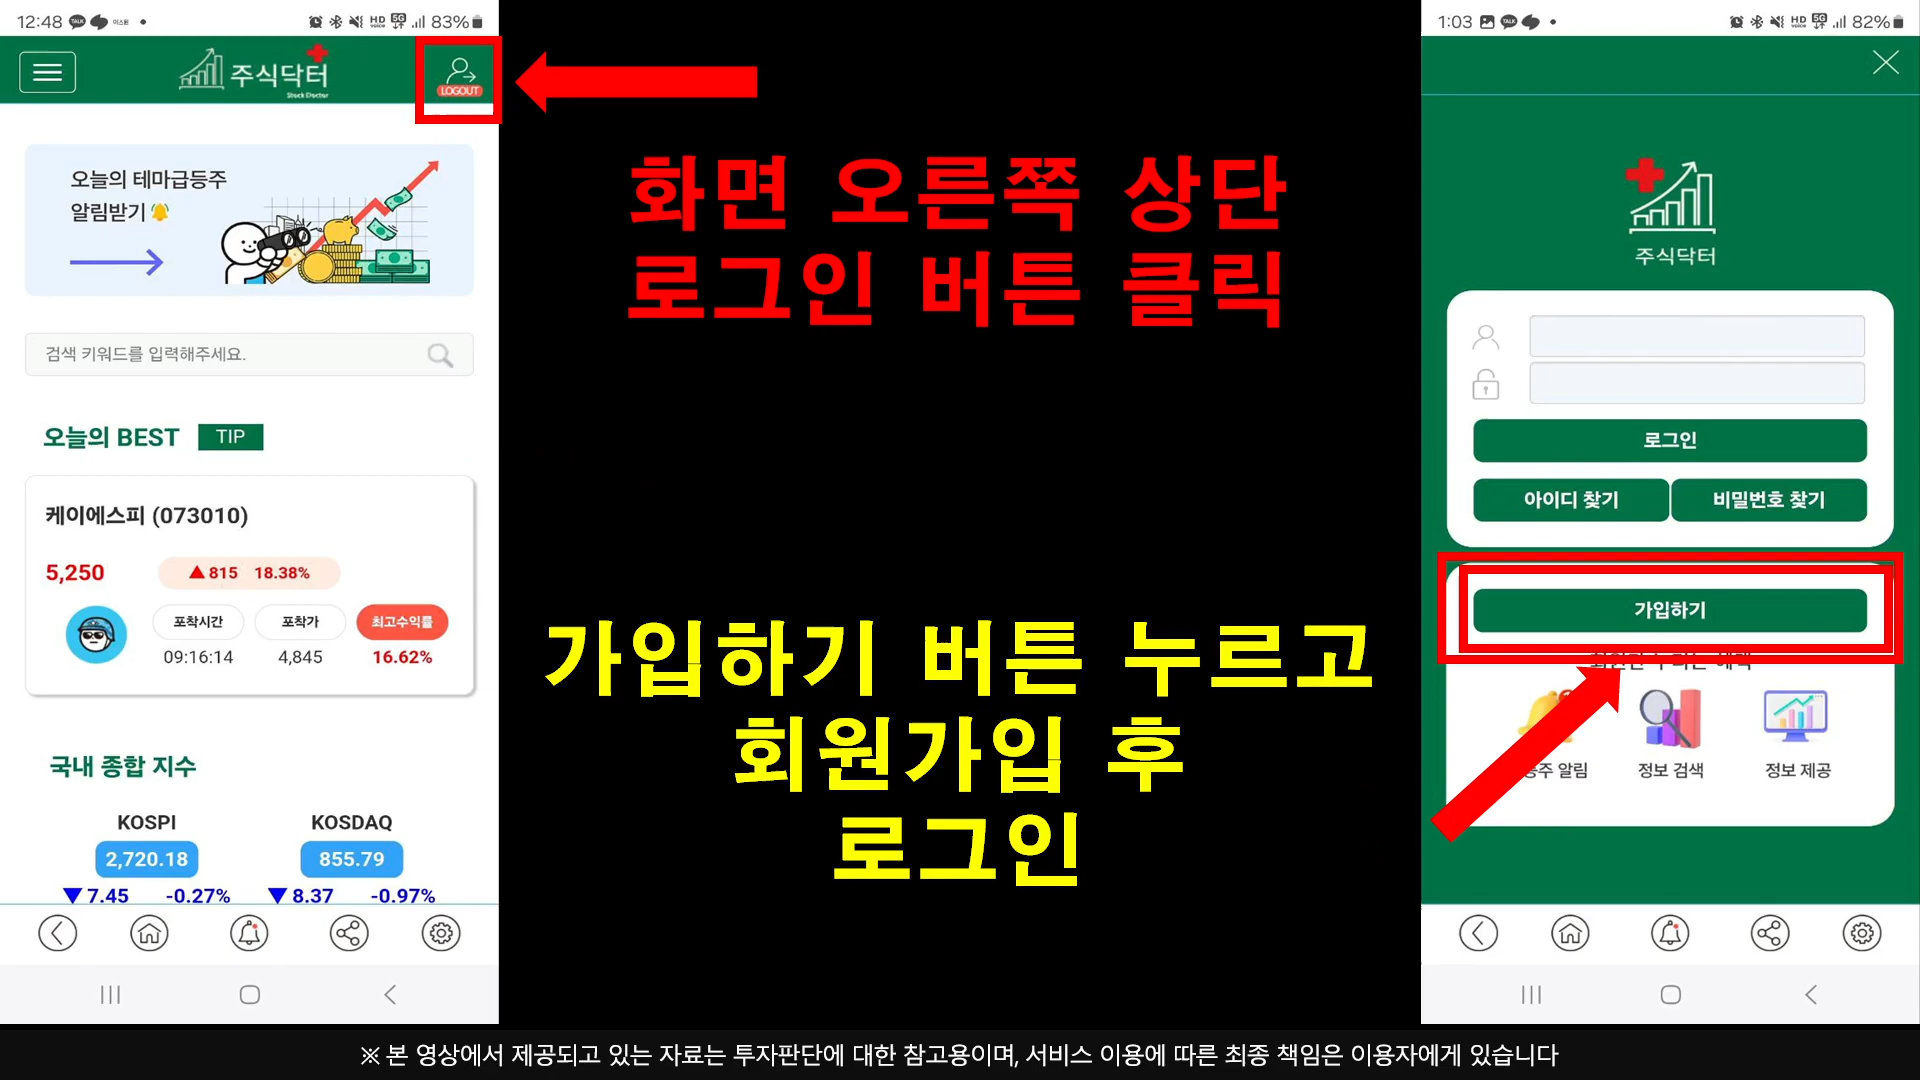 12:48
83%
주식닥터
Stock Doctor
LOGOUT
오늘의 테마급등주
알림받기
검색 키워드를 입력해주세요.
오늘의 BEST TIP
케이에스피 (073010)
5,250 ▲815 18.38%
포착시간 포착가 최고수익률
09:16:14 4,845 16.62%
국내 종합 지수
KOSPI KOSDAQ
2,720.18 855.79
▼7.45 -0.27% ▼8.37 -0.97%
화면 오른쪽 상단
로그인 버튼 클릭
가입하기 버튼 누르고
회원가입 후
로그인
1:03
82%
주식닥터
로그인
아이디 찾기 비밀번호 찾기
가입하기
등주 알림 정보 검색 정보 제공
※ 본 영상에서 제공되고 있는 자료는 투자판단에 대한 참고용이며, 서비스 이용에 따른 최종 책임은 이용자에게 있습니다